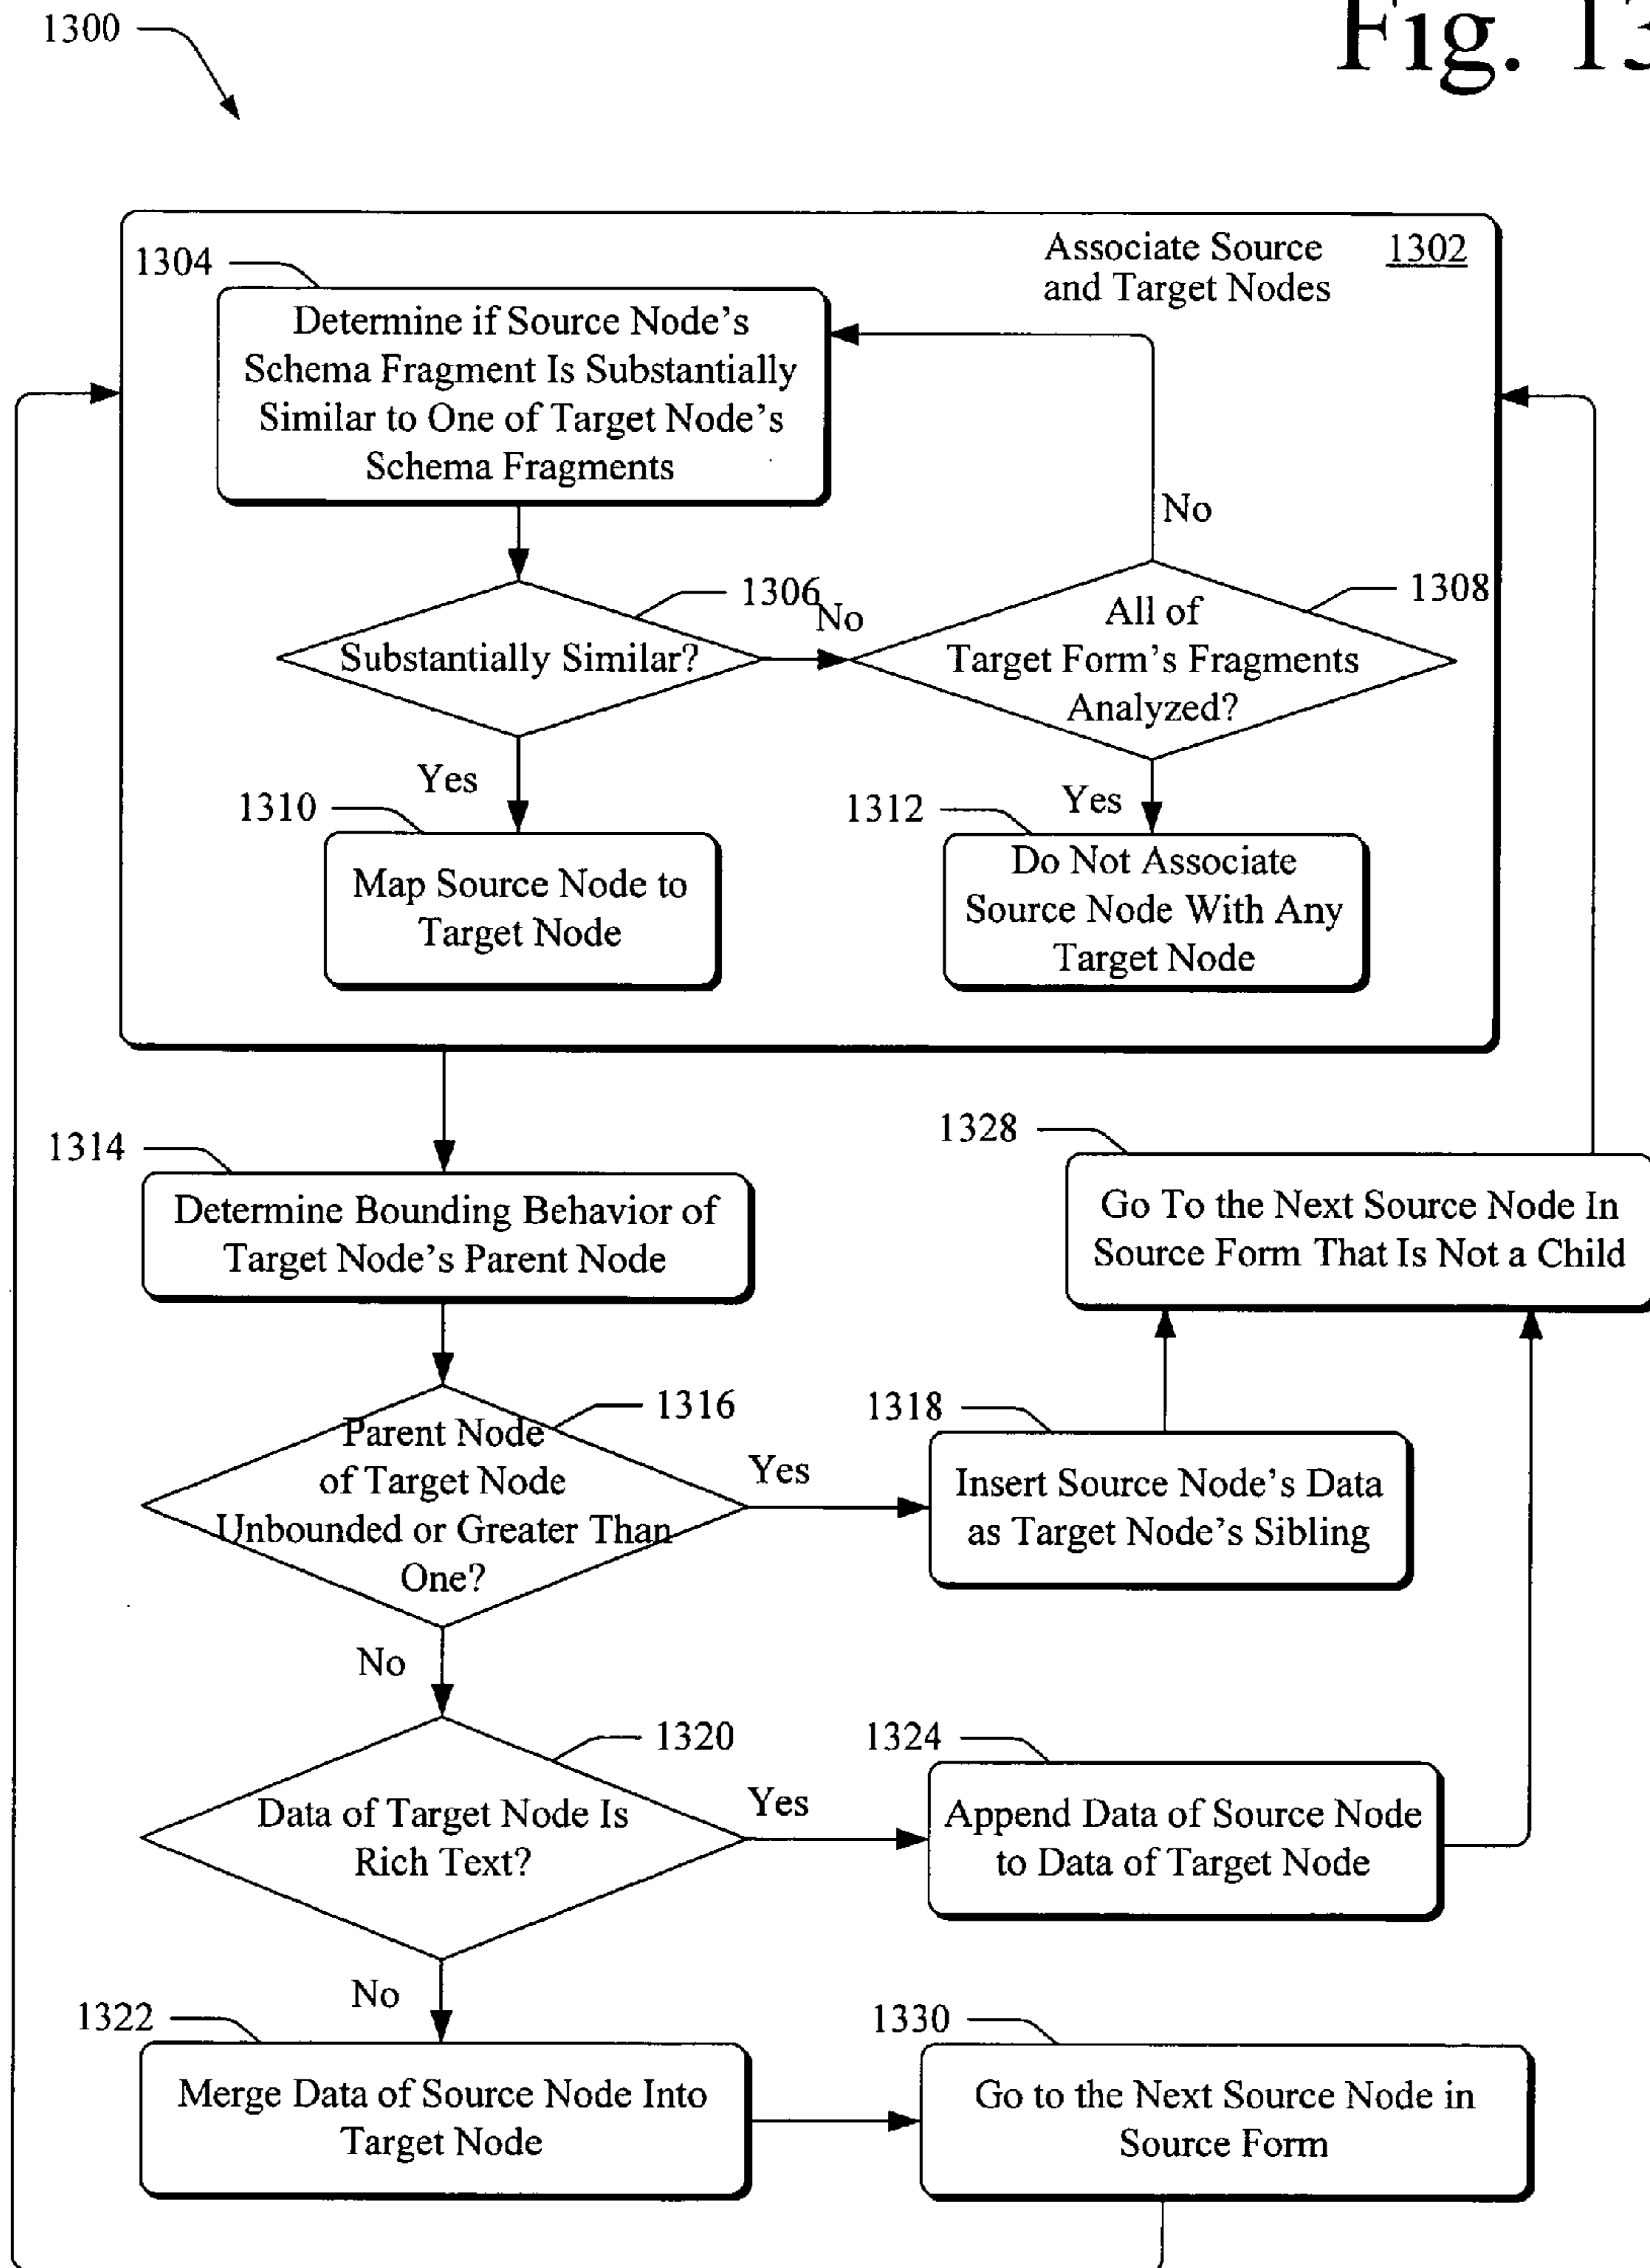 1300
Fig. 13
1304
Associate Source
and Target Nodes
1302
Determine if Source Node's
Schema Fragment Is Substantially
Similar to One of Target Node's
Schema Fragments
No
1306
No
1308
Substantially Similar?
All of
Target Form's Fragments
Analyzed?
Yes
Yes
1310
1312
Map Source Node to
Target Node
Do Not Associate
Source Node With Any
Target Node
1314
1328
Determine Bounding Behavior of
Target Node's Parent Node
Go To the Next Source Node In
Source Form That Is Not a Child
1316
1318
Parent Node
of Target Node
Unbounded or Greater Than
One?
Yes
Insert Source Node's Data
as Target Node's Sibling
No
1320
1324
Data of Target Node Is
Rich Text?
Yes
Append Data of Source Node
to Data of Target Node
No
1322
1330
Merge Data of Source Node Into
Target Node
Go to the Next Source Node in
Source Form